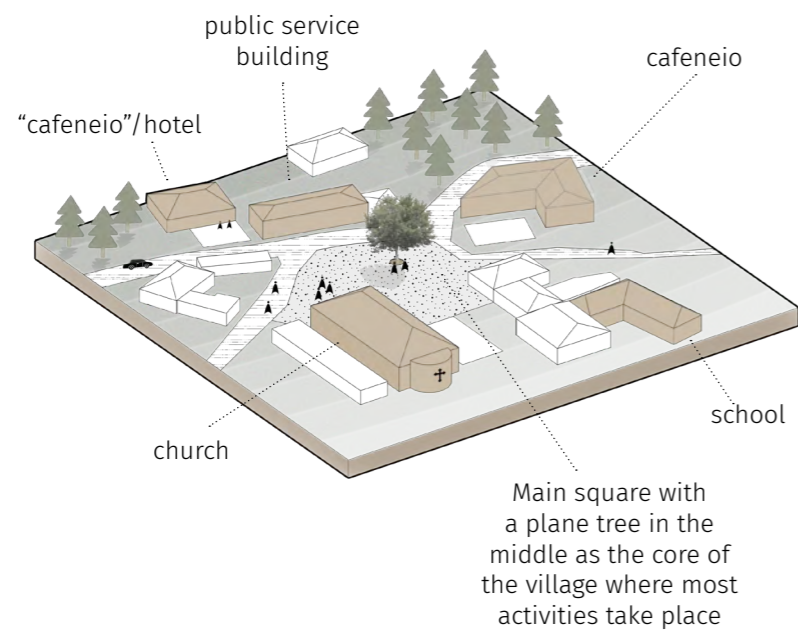 public service
building
cafeneio
“cafeneio”/hotel
church
school
Main square with
a plane tree in the
middle as the core of
the village where most
activities take place